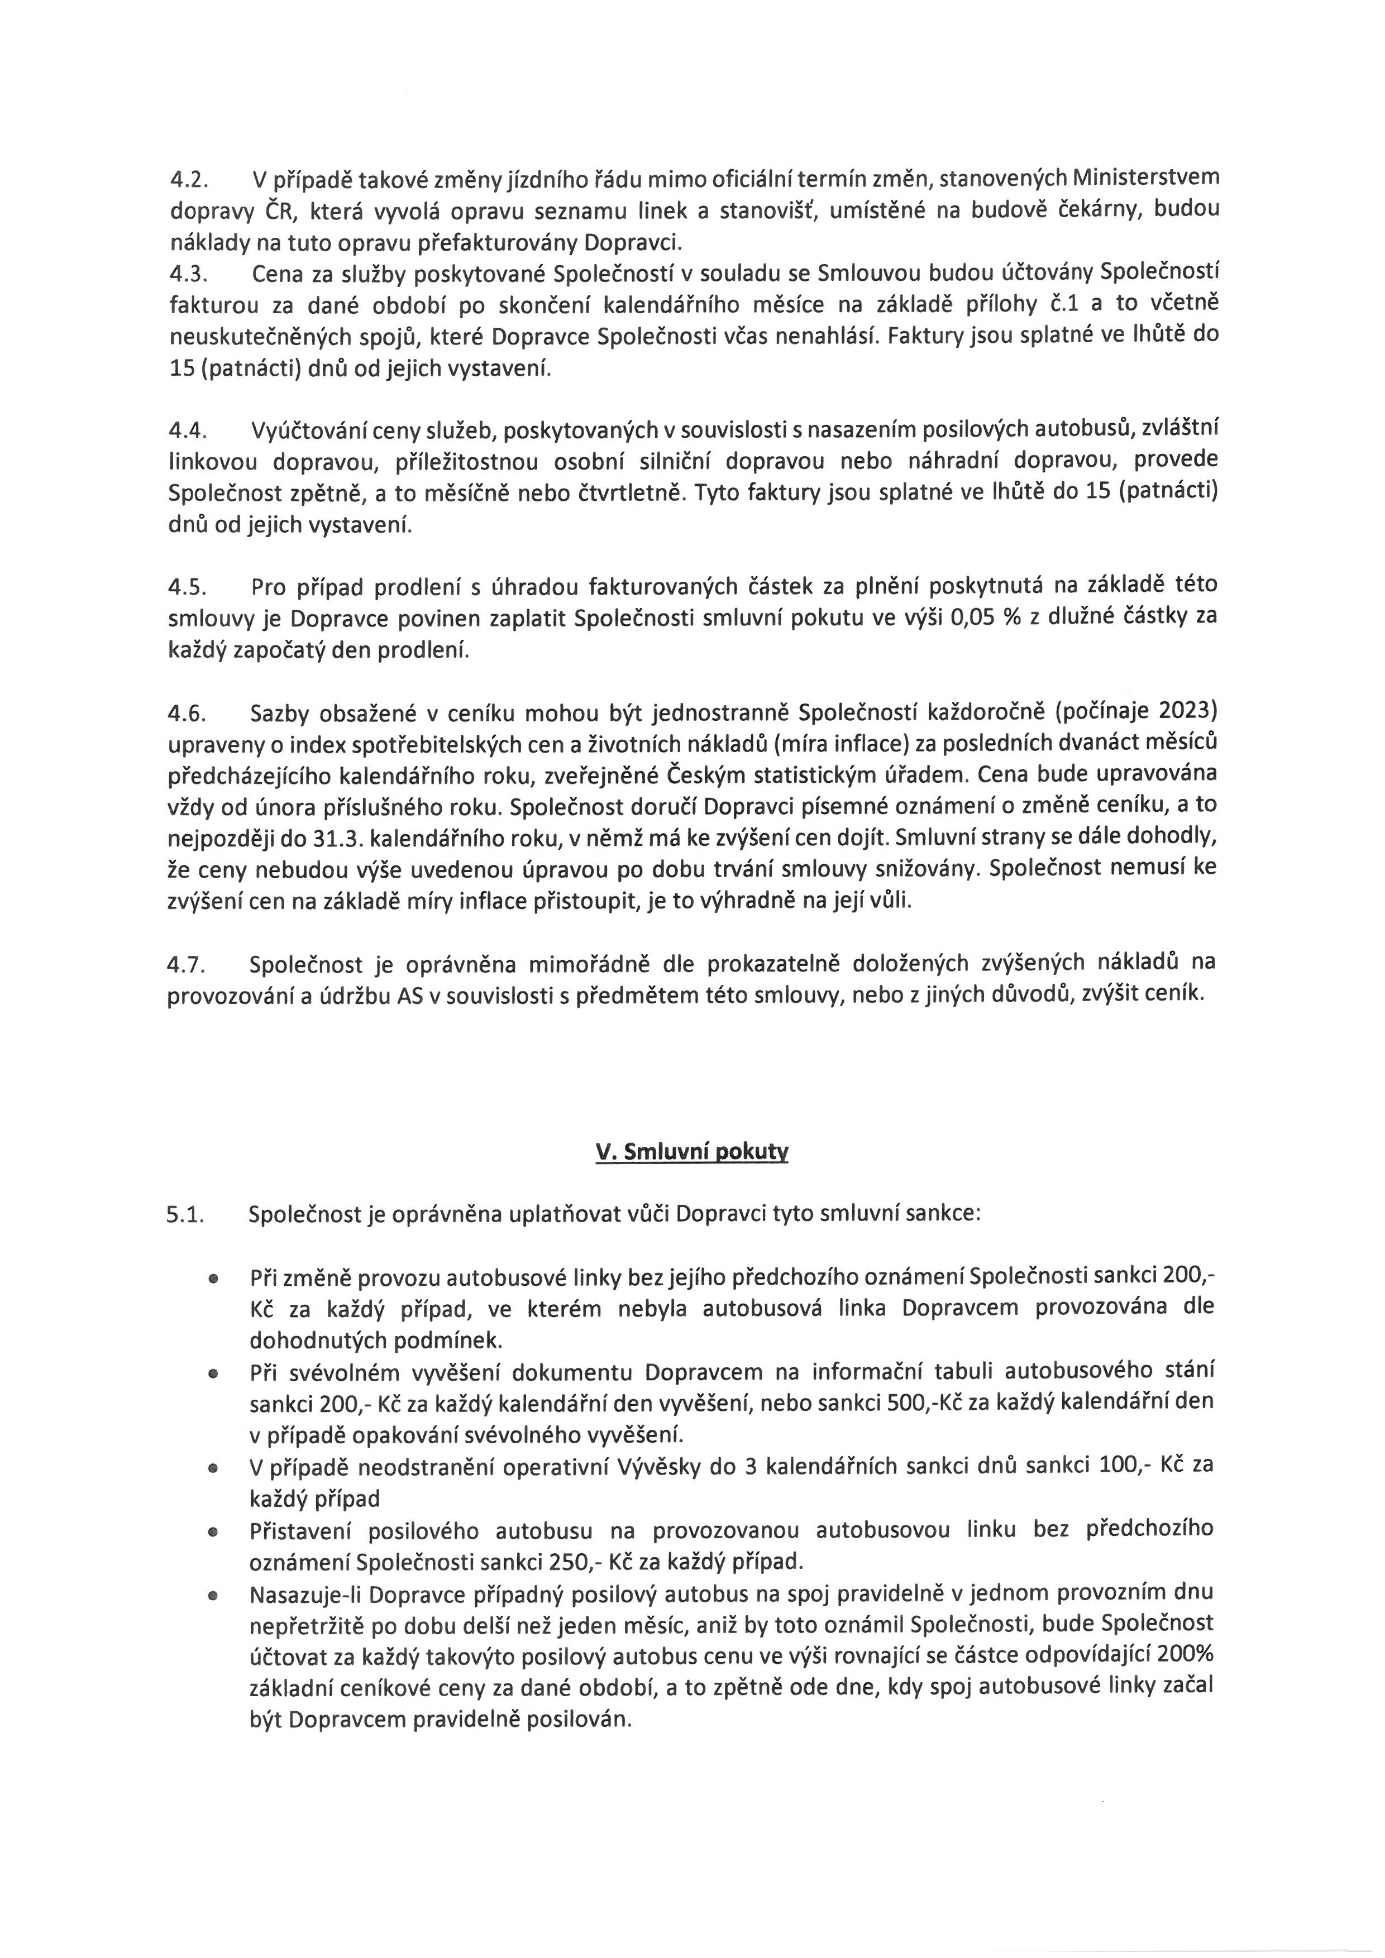 4.2. V případě takové změny jízdního řádu mimo oficiální termín změn, stanovených Ministerstvem
dopravy ČR, která vyvolá opravu seznamu linek a stanovišť, umístěné na budově čekárny, budou
náklady na tuto opravu přefakturovány Dopravci.
4.3. Cena za služby poskytované Společností v souladu se Smlouvou budou účtovány Společností
fakturou za dané období po skončení kalendářního měsíce na základě přílohy č.1 a to včetně
neuskutečněných spojů, které Dopravce Společnosti včas nenahlásí. Faktury jsou splatné ve lhůtě do
15 (patnácti) dnů od jejich vystavení.
4.4. Vyúčtování ceny služeb, poskytovaných v souvislosti s nasazením posilových autobusů, zvláštní
linkovou dopravou, příležitostnou osobní silniční dopravou nebo náhradní dopravou, provede
Společnost zpětně, a to měsíčně nebo čtvrtletně. Tyto faktury jsou splatné ve lhůtě do 15 (patnácti)
dnů od jejich vystavení.
4.5. Pro případ prodlení s úhradou fakturovaných částek za plnění poskytnutá na základě této
smlouvy je Dopravce povinen zaplatit Společnosti smluvní pokutu ve výši 0,05 % z dlužné částky za
každý započatý den prodlení.
4.6. Sazby obsažené v ceníku mohou být jednostranně Společností každoročně (počínaje 2023)
upraveny o index spotřebitelských cen a životních nákladů (míra inflace) za posledních dvanáct měsíců
předcházejícího kalendářního roku, zveřejněné Českým statistickým úřadem. Cena bude upravována
vždy od února příslušného roku. Společnost doručí Dopravci písemné oznámení o změně ceníku, a to
nejpozději do 31.3. kalendářního roku, v němž má ke zvýšení cen dojít. Smluvní strany se dále dohodly,
že ceny nebudou výše uvedenou úpravou po dobu trvání smlouvy snižovány. Společnost nemusí ke
zvýšení cen na základě míry inflace přistoupit, je to výhradně na její vůli.
4.7. Společnost je oprávněna mimořádně dle prokazatelně doložených zvýšených nákladů na
provozování a údržbu AS v souvislosti s předmětem této smlouvy, nebo z jiných důvodů, zvýšit ceník.
V. Smluvní pokuty
5.1. Společnost je oprávněna uplatňovat vůči Dopravci tyto smluvní sankce:
• Při změně provozu autobusové linky bez jejího předchozího oznámení Společnosti sankci 200,-
Kč za každý případ, ve kterém nebyla autobusová linka Dopravcem provozována dle
dohodnutých podmínek.
• Při svévolném vyvěšení dokumentu Dopravcem na informační tabuli autobusového stání
sankci 200,- Kč za každý kalendářní den vyvěšení, nebo sankci 500,-Kč za každý kalendářní den
v případě opakování svévolného vyvěšení.
• V případě neodstranění operativní Vývěsky do 3 kalendářních sankci dnů sankci 100,- Kč za
každý případ
• Přistavení posilového autobusu na provozovanou autobusovou linku bez předchozího
oznámení Společnosti sankci 250,- Kč za každý případ.
• Nasazuje-li Dopravce případný posilový autobus na spoj pravidelně v jednom provozním dnu
nepřetržitě po dobu delší než jeden měsíc, aniž by toto oznámil Společnosti, bude Společnost
účtovat za každý takovýto posilový autobus cenu ve výši rovnající se částce odpovídající 200%
základní ceníkové ceny za dané období, a to zpětně ode dne, kdy spoj autobusové linky začal
být Dopravcem pravidelně posilován.